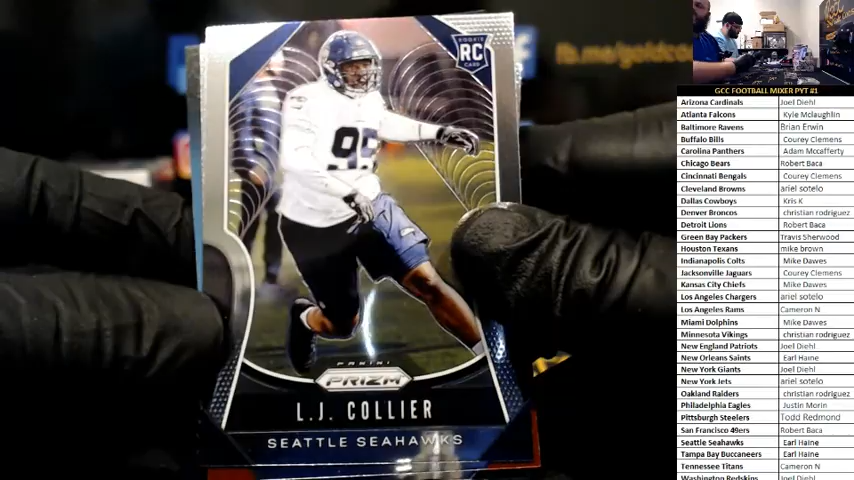 ROOKIE
RC
CARD
95
PANINI
PRIZM
L.J. COLLIER
SEATTLE SEAHAWKS
fb.me/goldco
GCC FOOTBALL MIXER PYT #1
Arizona Cardinals Joel Diehl
Atlanta Falcons Kyle Mclaughlin
Baltimore Ravens Brian Erwin
Buffalo Bills Courey Clemens
Carolina Panthers Adam Mccafferty
Chicago Bears Robert Baca
Cincinnati Bengals Courey Clemens
Cleveland Browns ariel sotelo
Dallas Cowboys Kris K
Denver Broncos christian rodriguez
Detroit Lions Robert Baca
Green Bay Packers Travis Sherwood
Houston Texans mike brown
Indianapolis Colts Mike Dawes
Jacksonville Jaguars Courey Clemens
Kansas City Chiefs Mike Dawes
Los Angeles Chargers ariel sotelo
Los Angeles Rams Cameron N
Miami Dolphins Mike Dawes
Minnesota Vikings christian rodriguez
New England Patriots Joel Diehl
New Orleans Saints Earl Haine
New York Giants Joel Diehl
New York Jets ariel sotelo
Oakland Raiders christian rodriguez
Philadelphia Eagles Justin Morin
Pittsburgh Steelers Todd Redmond
San Francisco 49ers Robert Baca
Seattle Seahawks Earl Haine
Tampa Bay Buccaneers Earl Haine
Tennessee Titans Cameron N
Washington Redskins Joel Diehl